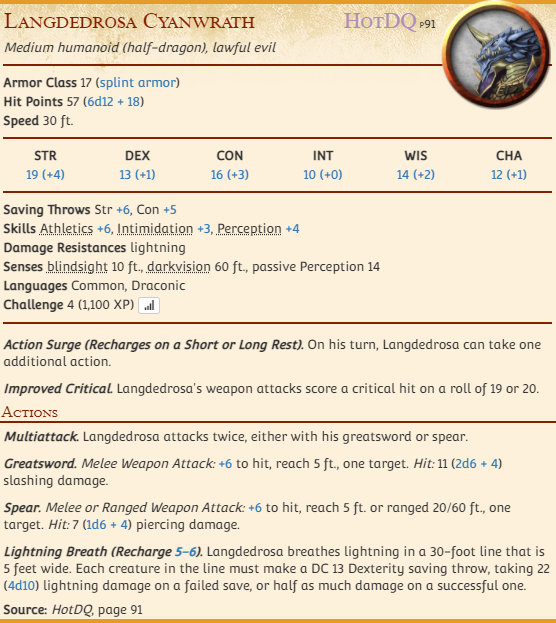 Langdedrosa Cyanwrath
HotDQ P91
Medium humanoid (half-dragon), lawful evil
Armor Class 17 (splint armor)
Hit Points 57 (6d12 + 18)
Speed 30 ft.
STR DEX CON INT WIS CHA
19 (+4) 13 (+1) 16 (+3) 10 (+0) 14 (+2) 12 (+1)
Saving Throws Str +6, Con +5
Skills Athletics +6, Intimidation +3, Perception +4
Damage Resistances lightning
Senses blindsight 10 ft., darkvision 60 ft., passive Perception 14
Languages Common, Draconic
Challenge 4 (1,100 XP)
Action Surge (Recharges on a Short or Long Rest). On his turn, Langdedrosa can take one
additional action.
Improved Critical. Langdedrosa's weapon attacks score a critical hit on a roll of 19 or 20.
Actions
Multiattack. Langdedrosa attacks twice, either with his greatsword or spear.
Greatsword. Melee Weapon Attack: +6 to hit, reach 5 ft., one target. Hit: 11 (2d6 + 4)
slashing damage.
Spear. Melee or Ranged Weapon Attack: +6 to hit, reach 5 ft. or ranged 20/60 ft., one
target. Hit: 7 (1d6 + 4) piercing damage.
Lightning Breath (Recharge 5–6). Langdedrosa breathes lightning in a 30-foot line that is
5 feet wide. Each creature in the line must make a DC 13 Dexterity saving throw, taking 22
(4d10) lightning damage on a failed save, or half as much damage on a successful one.
Source: HotDQ, page 91